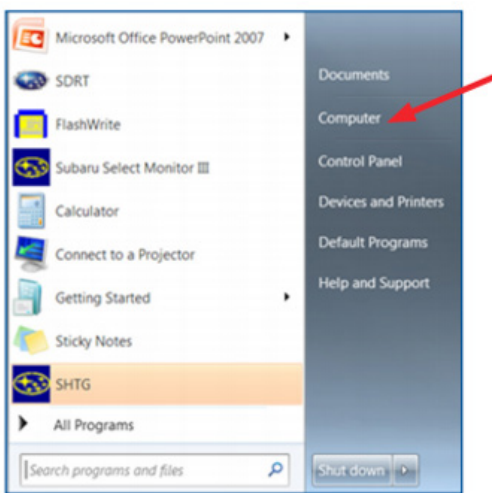 Microsoft Office PowerPoint 2007
SDRT
FlashWrite
Subaru Select Monitor III
Calculator
Connect to a Projector
Getting Started
Sticky Notes
SHTG
All Programs
Search programs and files
Documents
Computer
Control Panel
Devices and Printers
Default Programs
Help and Support
Shut down